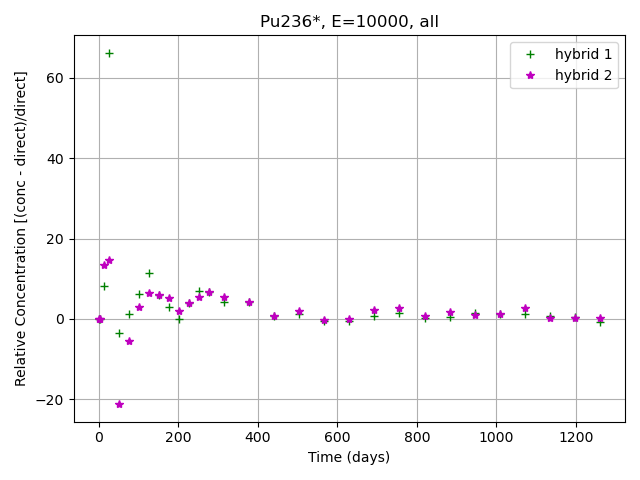 Pu236*, E=10000, all
hybrid 1
hybrid 2
Relative Concentration [(conc - direct)/direct]
60
40
20
0
−20
0 200 400 600 800 1000 1200
Time (days)